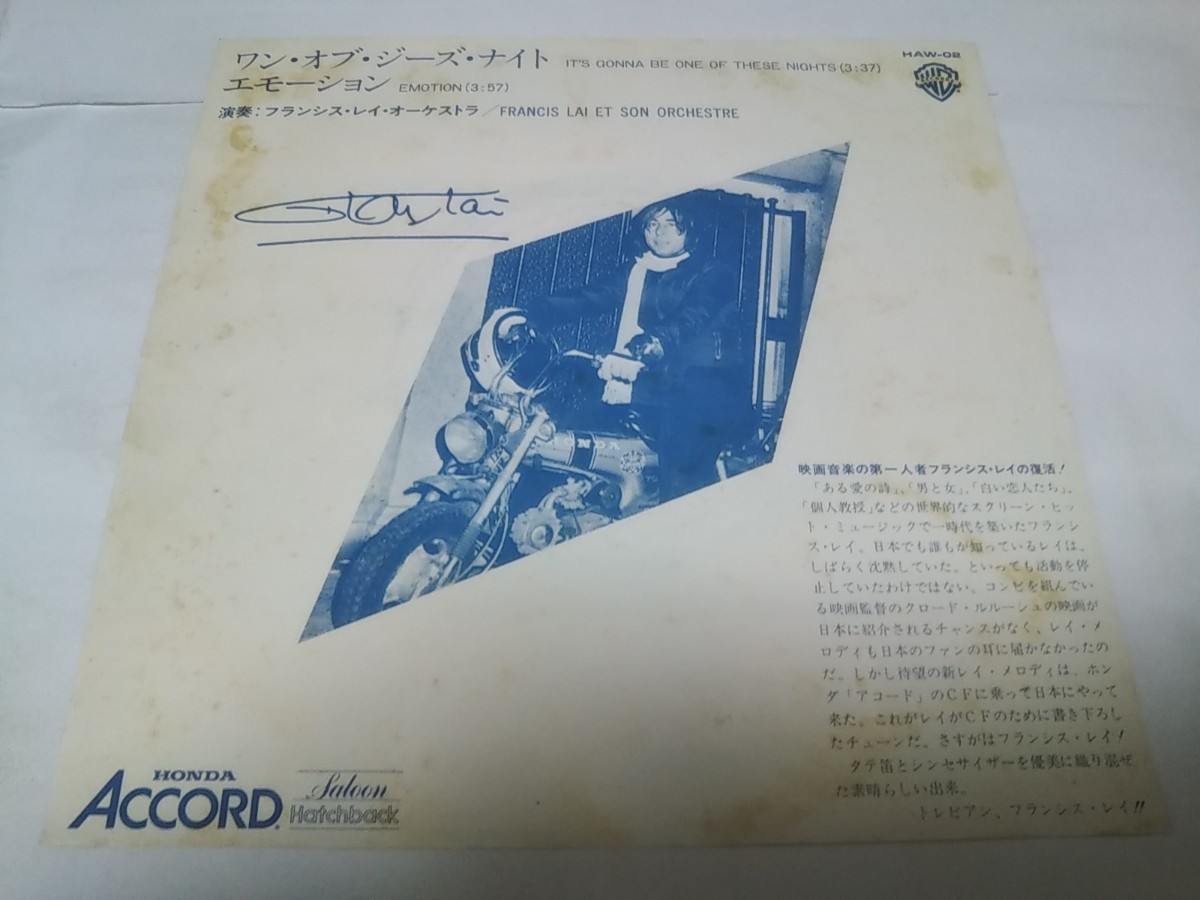 ワン・オブ・ジーズ・ナイト IT'S GONNA BE ONE OF THESE NIGHTS (3:37)
HAW-02
エモーション EMOTION (3:57)
演奏:フランシス・レイ・オーケストラ/FRANCIS LAI ET SON ORCHESTRE
HONDA
映画音楽の第一人者フランシス・レイの復活!
「ある愛の詩」、「男と女」、「白い恋人たち」、
「個人教授」などの世界的なスクリーン・ヒッ
ト・ミュージックで一時代を築いたフランシ
ス・レイ。日本でも誰もが知っているレイは、
しばらく沈黙していた。といっても活動を停
止していたわけではない。コンビを組んでい
る映画監督のクロード・ルルーシュの映画が
日本に紹介されるチャンスがなく、レイ・メ
ロディも日本のファンの耳に届かなかったの
だ。しかし待望の新レイ・メロディは、ホン
ダ「アコード」のCFに乗って日本にやって
来た。これがレイがCFのために書き下ろし
たチューンだ。さすがはフランシス・レイ!
タテ笛とシンセサイザーを優美に織り混ぜ
た素晴らしい出来。
トレビアン、フランシス・レイ!!
HONDA
ACCORD
Saloon
Hatchback